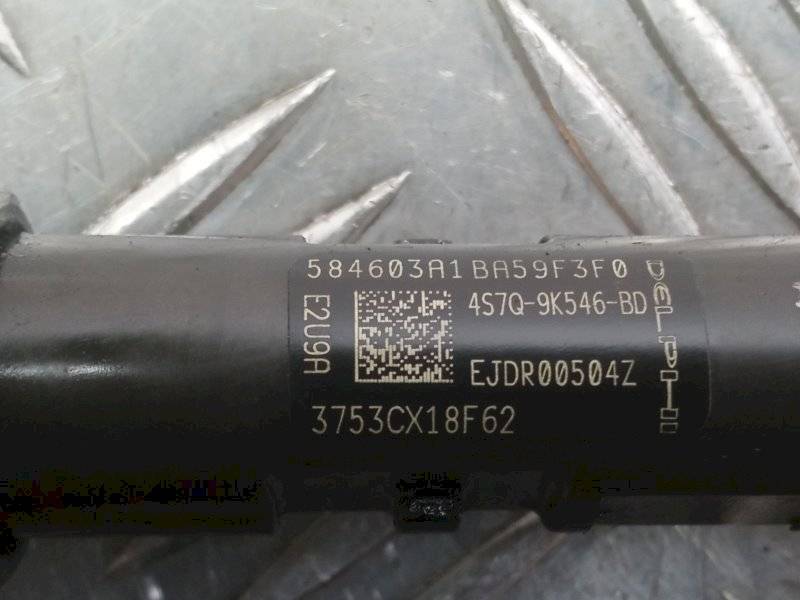 584603A1BA59F3F0
E2U9A
4S7Q-9K546-BD
EJDR00504Z
3753CX18F62
DELPHI